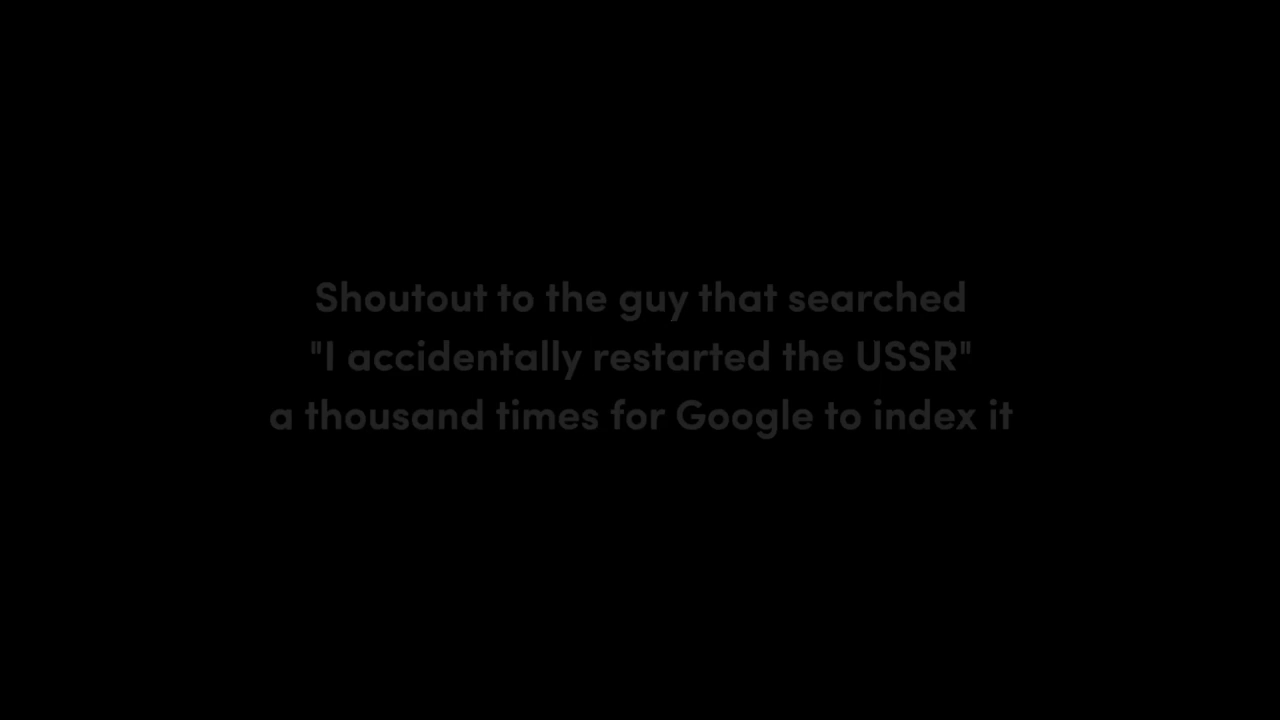 Shoutout to the guy that searched
"I accidentally restarted the USSR"
a thousand times for Google to index it